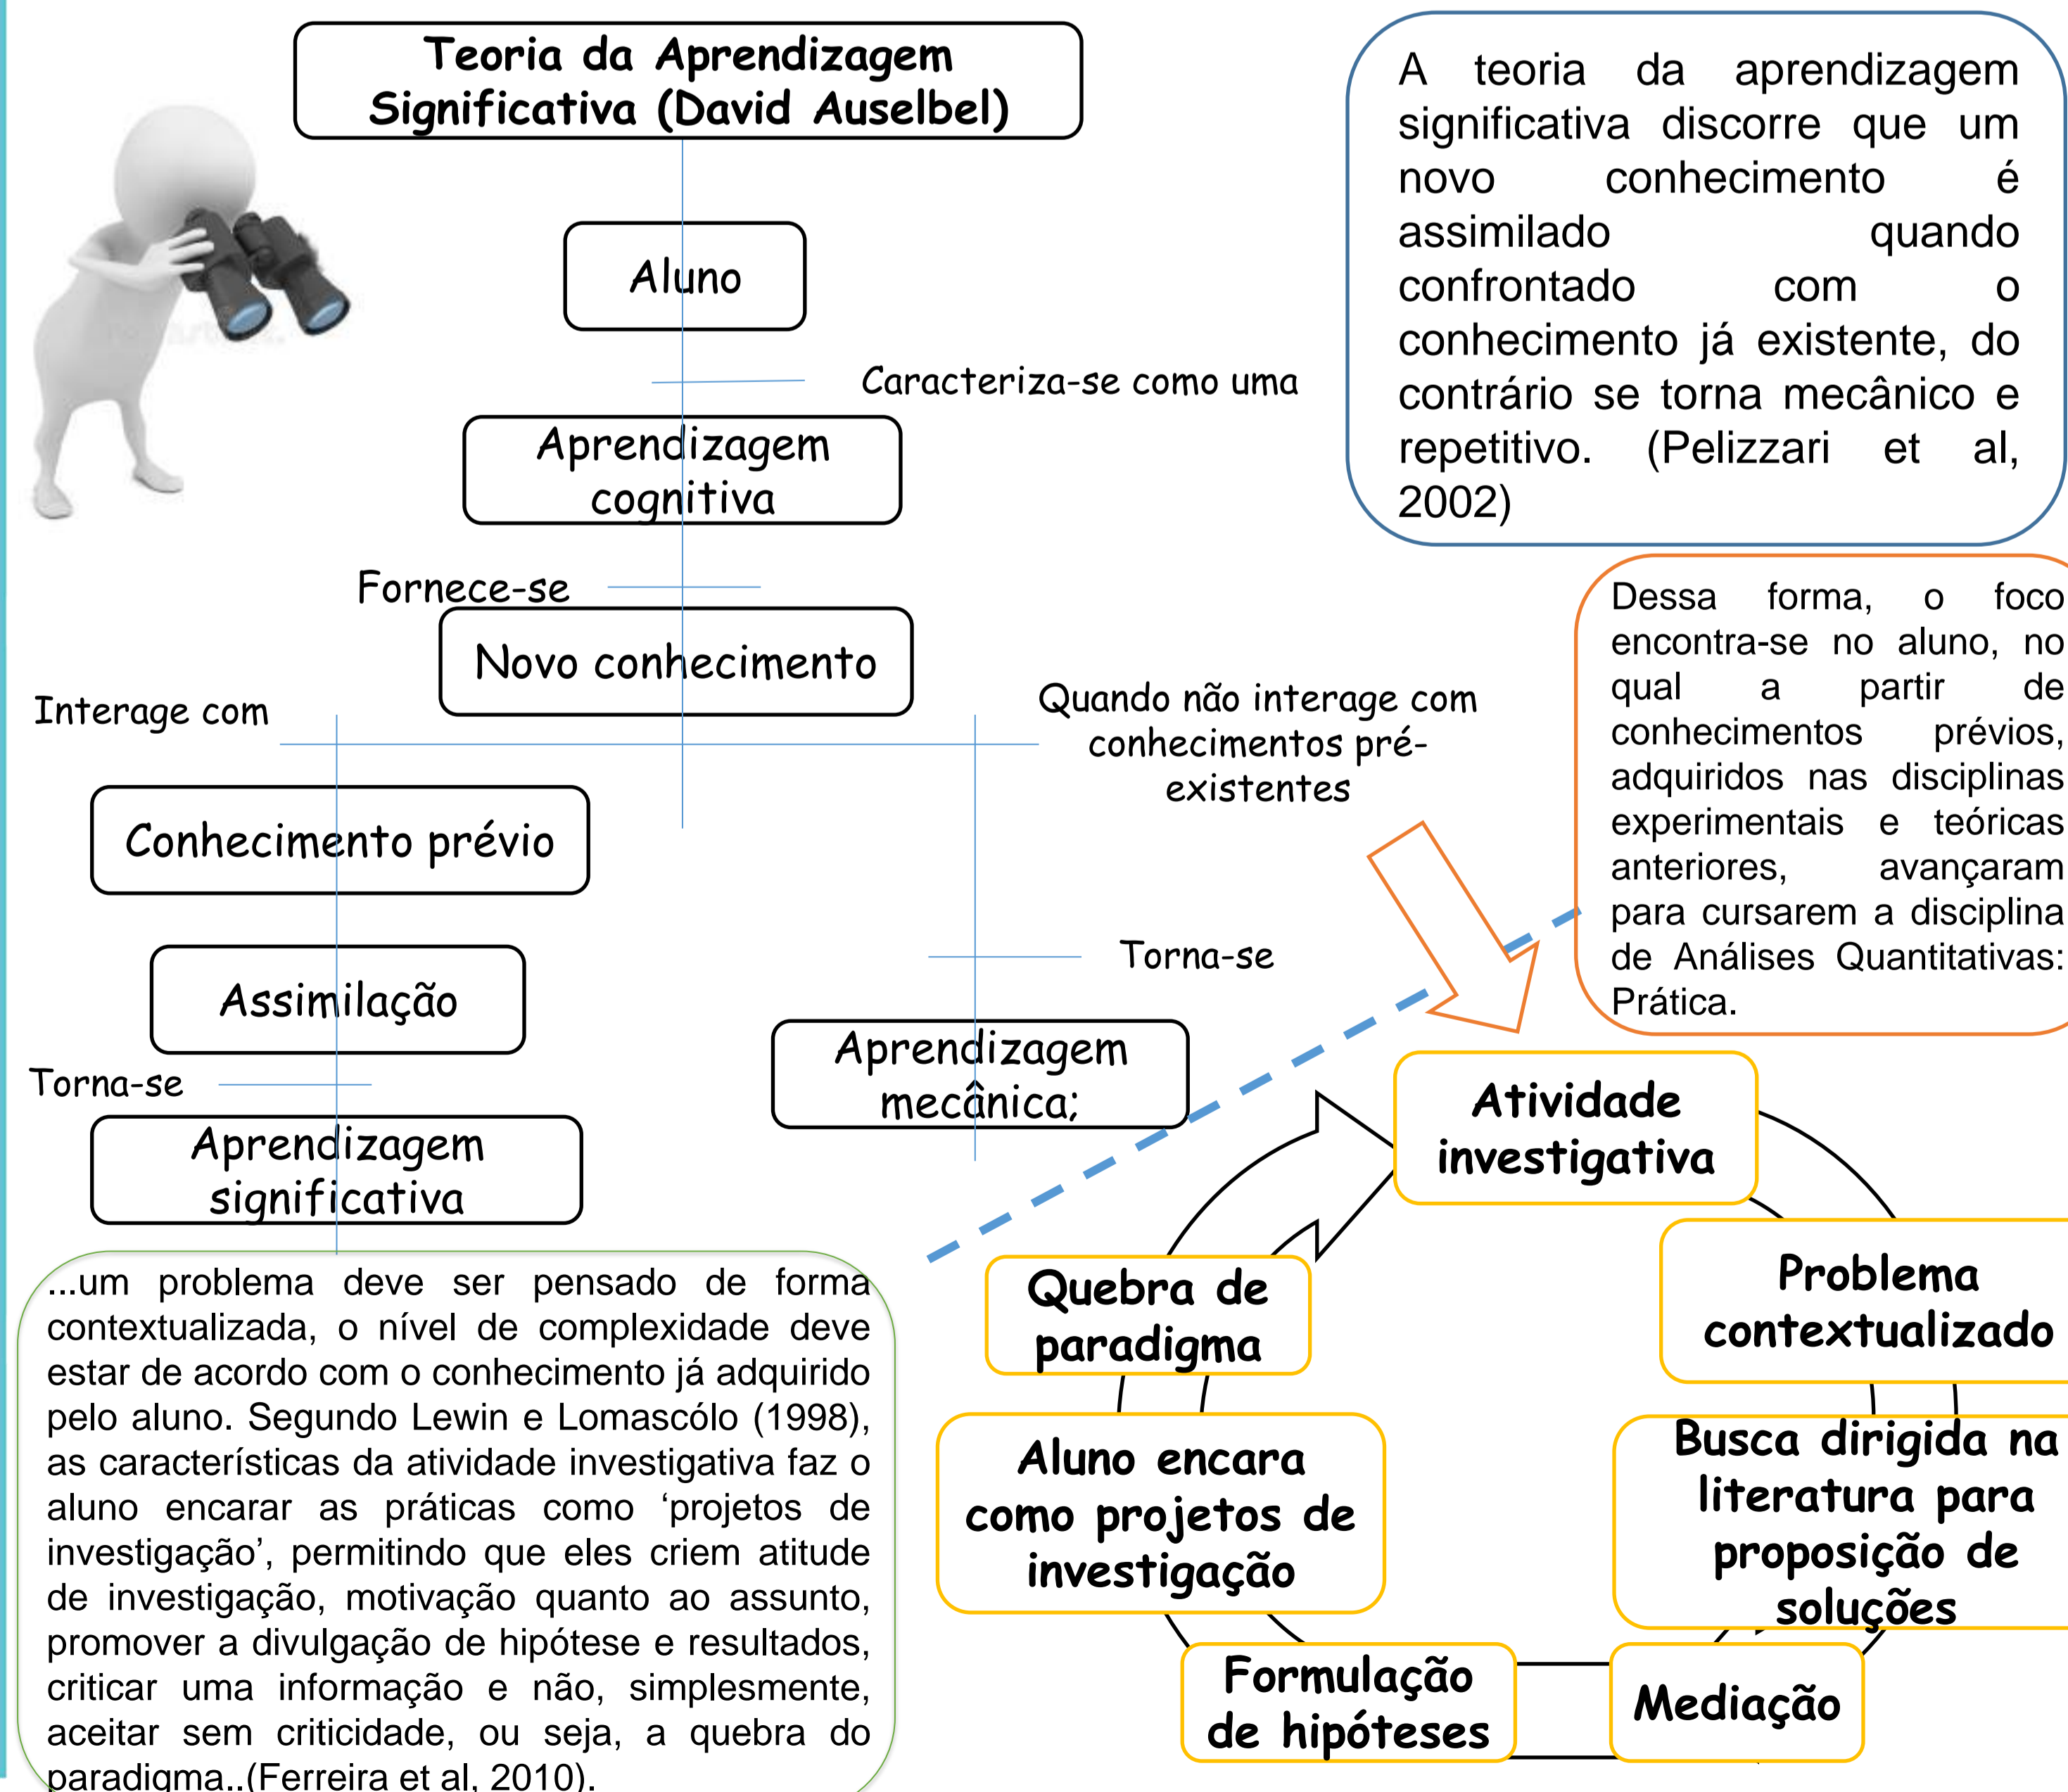 Teoria da Aprendizagem
Significativa (David Auselbel)
Aluno
Caracteriza-se como uma
Aprendizagem
cognitiva
Fornece-se
Novo conhecimento
Interage com
Quando não interage com
conhecimentos pré-
existentes
Conhecimento prévio
Assimilação
Torna-se
Aprendizagem
significativa
Torna-se
Aprendizagem
mecânica;
A teoria da aprendizagem
significativa discorre que um
novo conhecimento é
assimilado quando
confrontado com o
conhecimento já existente, do
contrário se torna mecânico e
repetitivo. (Pelizzari et al,
2002)
Dessa forma, o foco
encontra-se no aluno, no
qual a partir de
conhecimentos prévios,
adquiridos nas disciplinas
experimentais e teóricas
anteriores, avançaram
para cursarem a disciplina
de Análises Quantitativas:
Prática.
...um problema deve ser pensado de forma
contextualizada, o nível de complexidade deve
estar de acordo com o conhecimento já adquirido
pelo aluno. Segundo Lewin e Lomascólo (1998),
as características da atividade investigativa faz o
aluno encarar as práticas como ‘projetos de
investigação’, permitindo que eles criem atitude
de investigação, motivação quanto ao assunto,
promover a divulgação de hipótese e resultados,
criticar uma informação e não, simplesmente,
aceitar sem criticidade, ou seja, a quebra do
paradigma..(Ferreira et al, 2010).
Atividade
investigativa
Problema
contextualizado
Busca dirigida na
literatura para
proposição de
soluções
Mediação
Formulação
de hipóteses
Aluno encara
como projetos de
investigação
Quebra de
paradigma